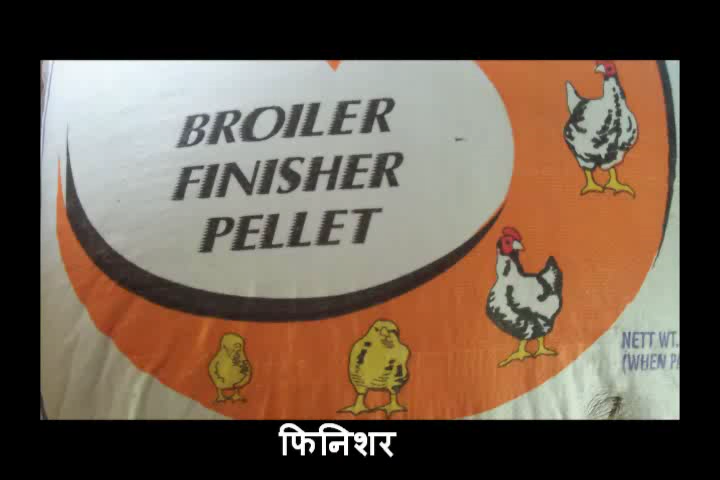 BROILER
FINISHER
PELLET
NETT WT.
(WHEN P
फिनिशर